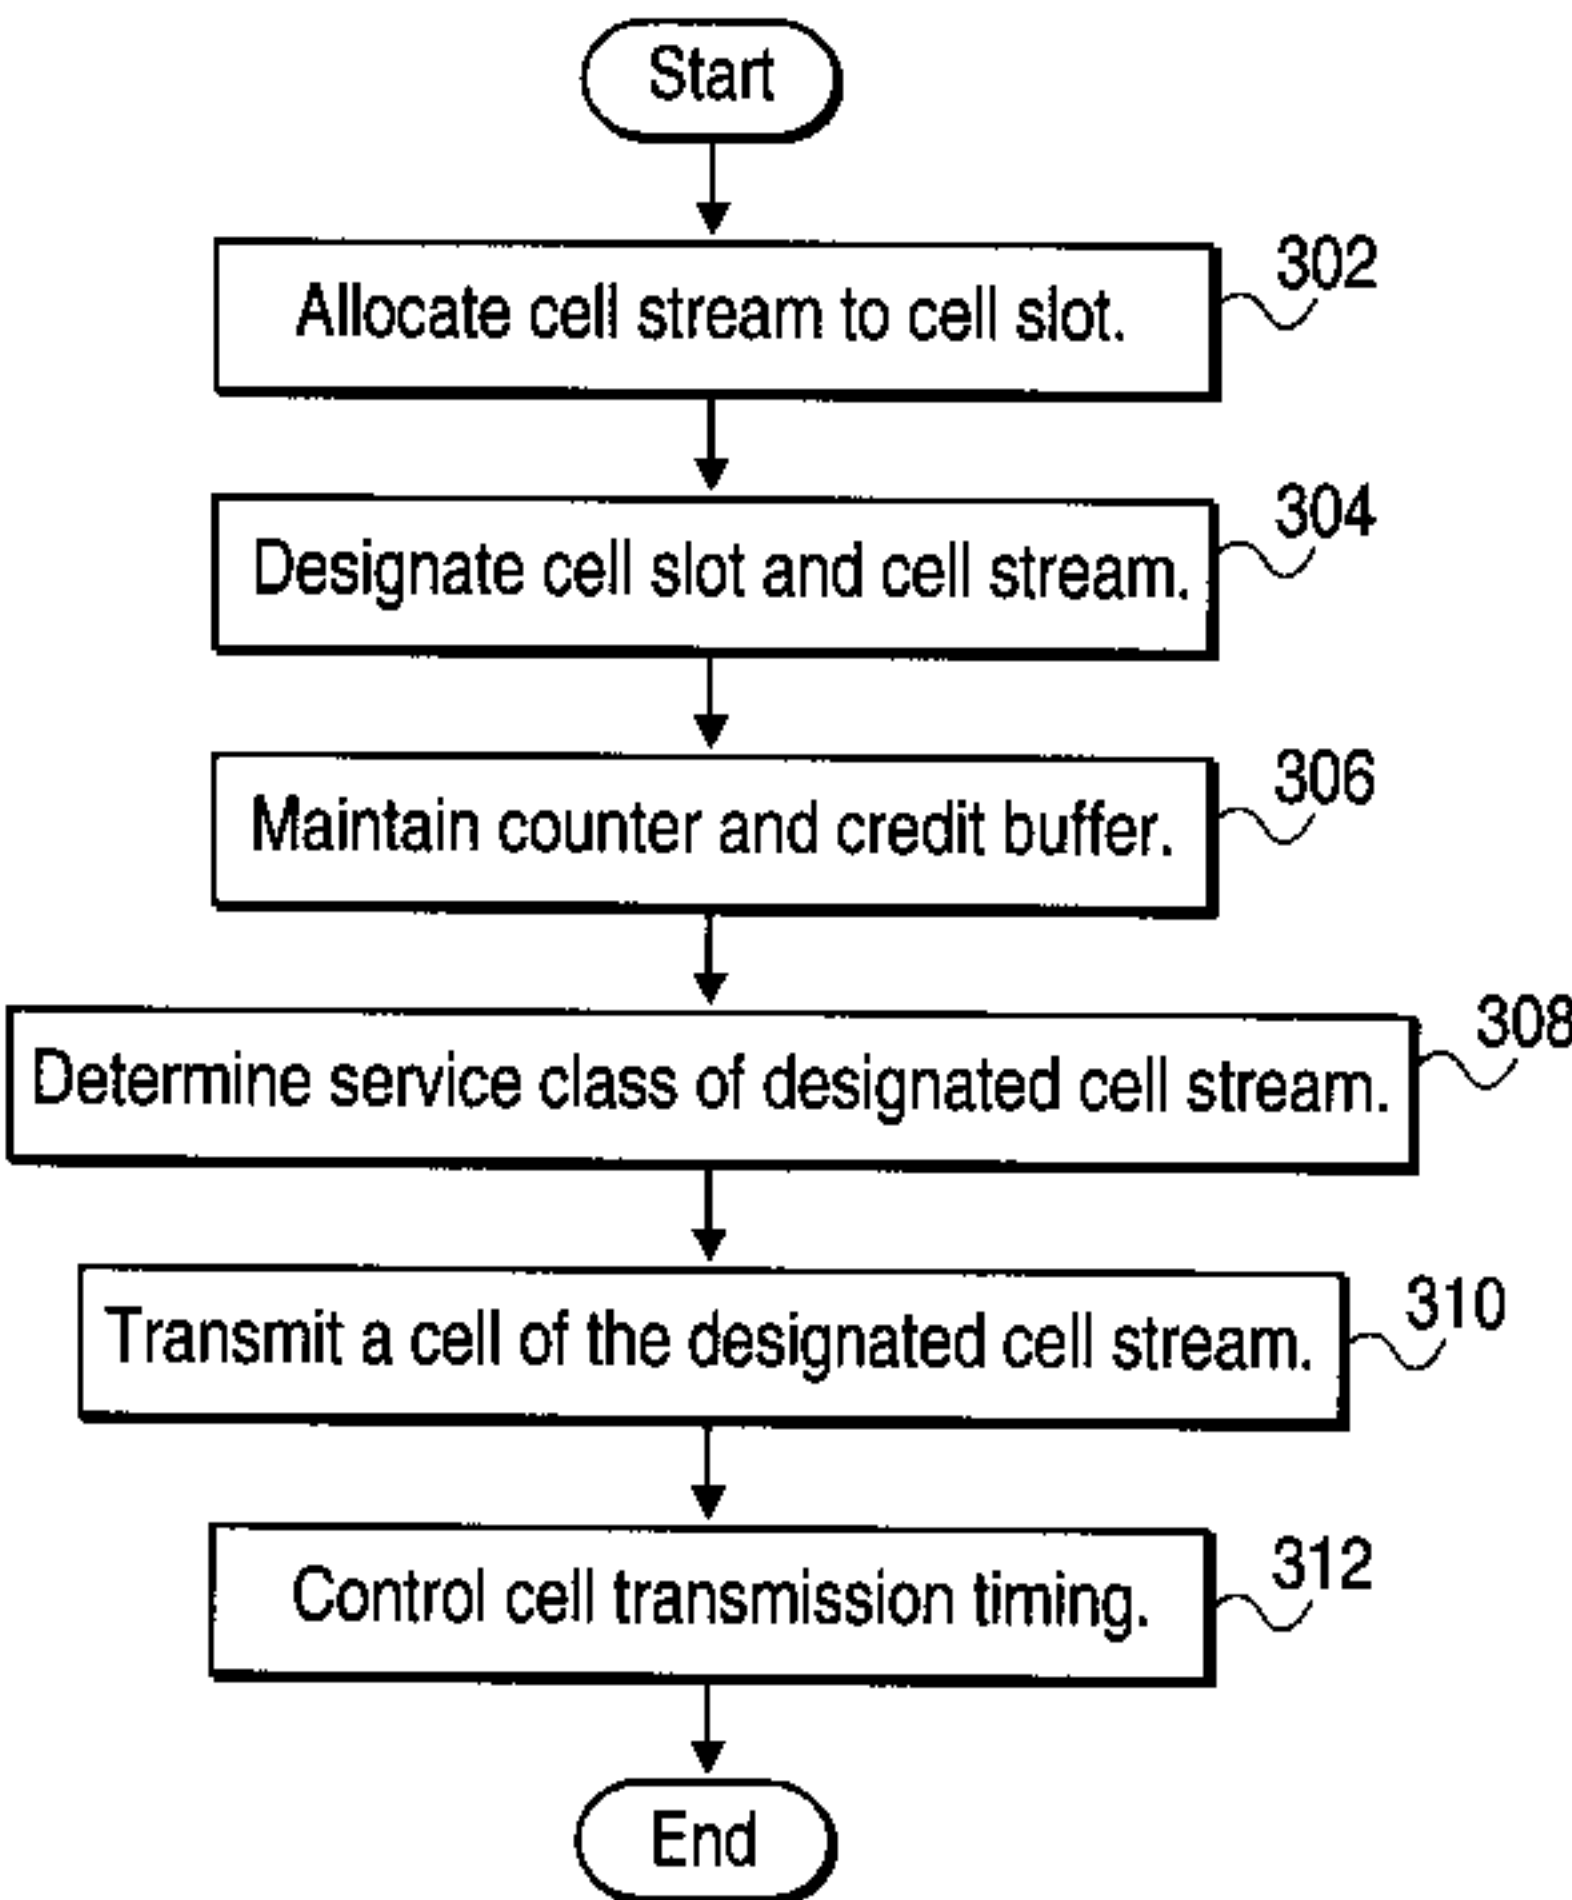 Start
Allocate cell stream to cell slot.
302
Designate cell slot and cell stream.
304
Maintain counter and credit buffer.
306
Determine service class of designated cell stream.
308
Transmit a cell of the designated cell stream.
310
Control cell transmission timing.
312
End